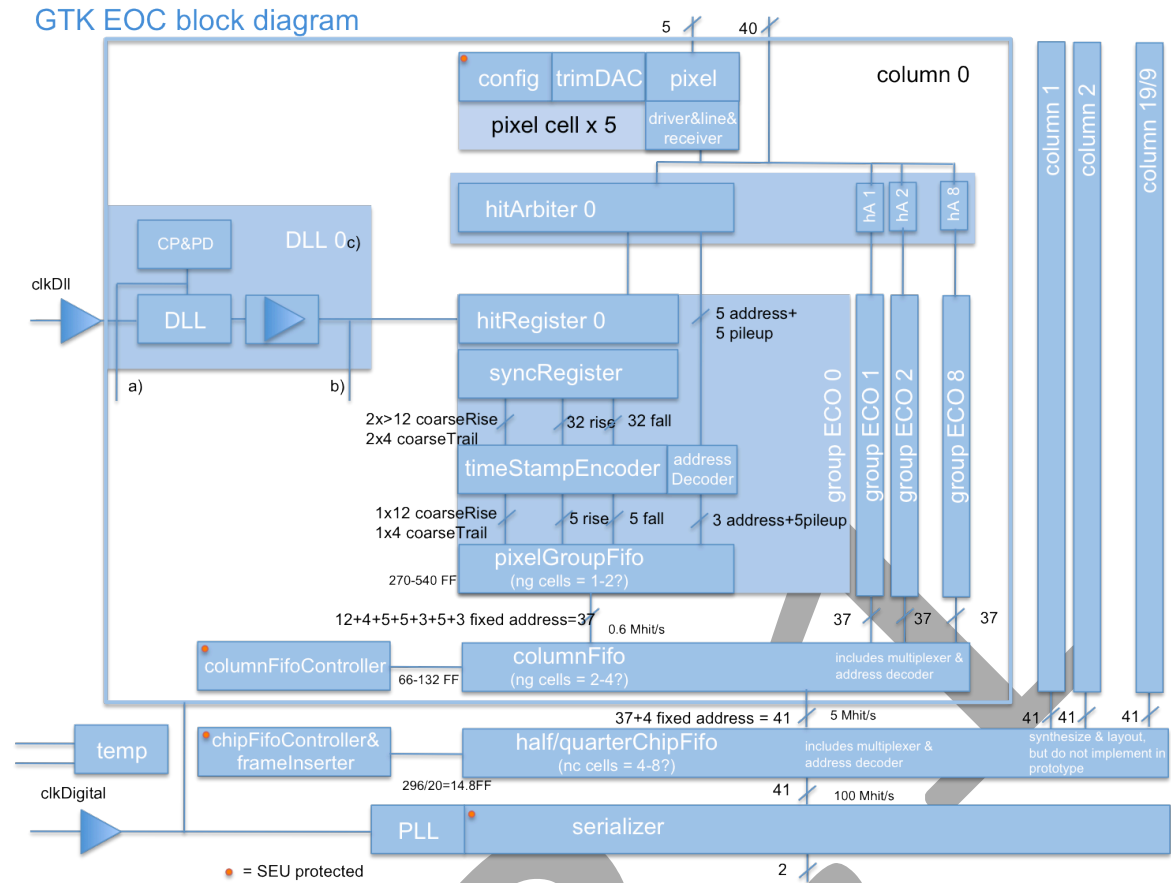 GTK EOC block diagram
5
40
config
trimDAC
pixel
column 0
pixel cell x 5
driver&line&
receiver
column 1
column 2
column 19/9
hitArbiter 0
hA 1
hA 2
hA 8
CP&PD
DLL 0c)
clkDll
DLL
a)
b)
hitRegister 0
5 address+
5 pileup
syncRegister
2x>12 coarseRise
2x4 coarseTrail
32 rise
32 fall
timeStampEncoder
address
Decoder
group ECO 0
group ECO 1
group ECO 2
group ECO 8
1x12 coarseRise
1x4 coarseTrail
5 rise
5 fall
3 address+5pileup
pixelGroupFifo
(ng cells = 1-2?)
270-540 FF
12+4+5+5+3+5+3 fixed address=37
0.6 Mhit/s
37
37
37
columnFifoController
66-132 FF
columnFifo
(ng cells = 2-4?)
includes multiplexer &
address decoder
37+4 fixed address = 41
5 Mhit/s
41
41
41
temp
chipFifoController&
frameInserter
half/quarterChipFifo
(nc cells = 4-8?)
includes multiplexer &
address decoder
synthesize & layout,
but do not implement in
prototype
296/20=14.8FF
41
100 Mhit/s
clkDigital
PLL
serializer
= SEU protected
2